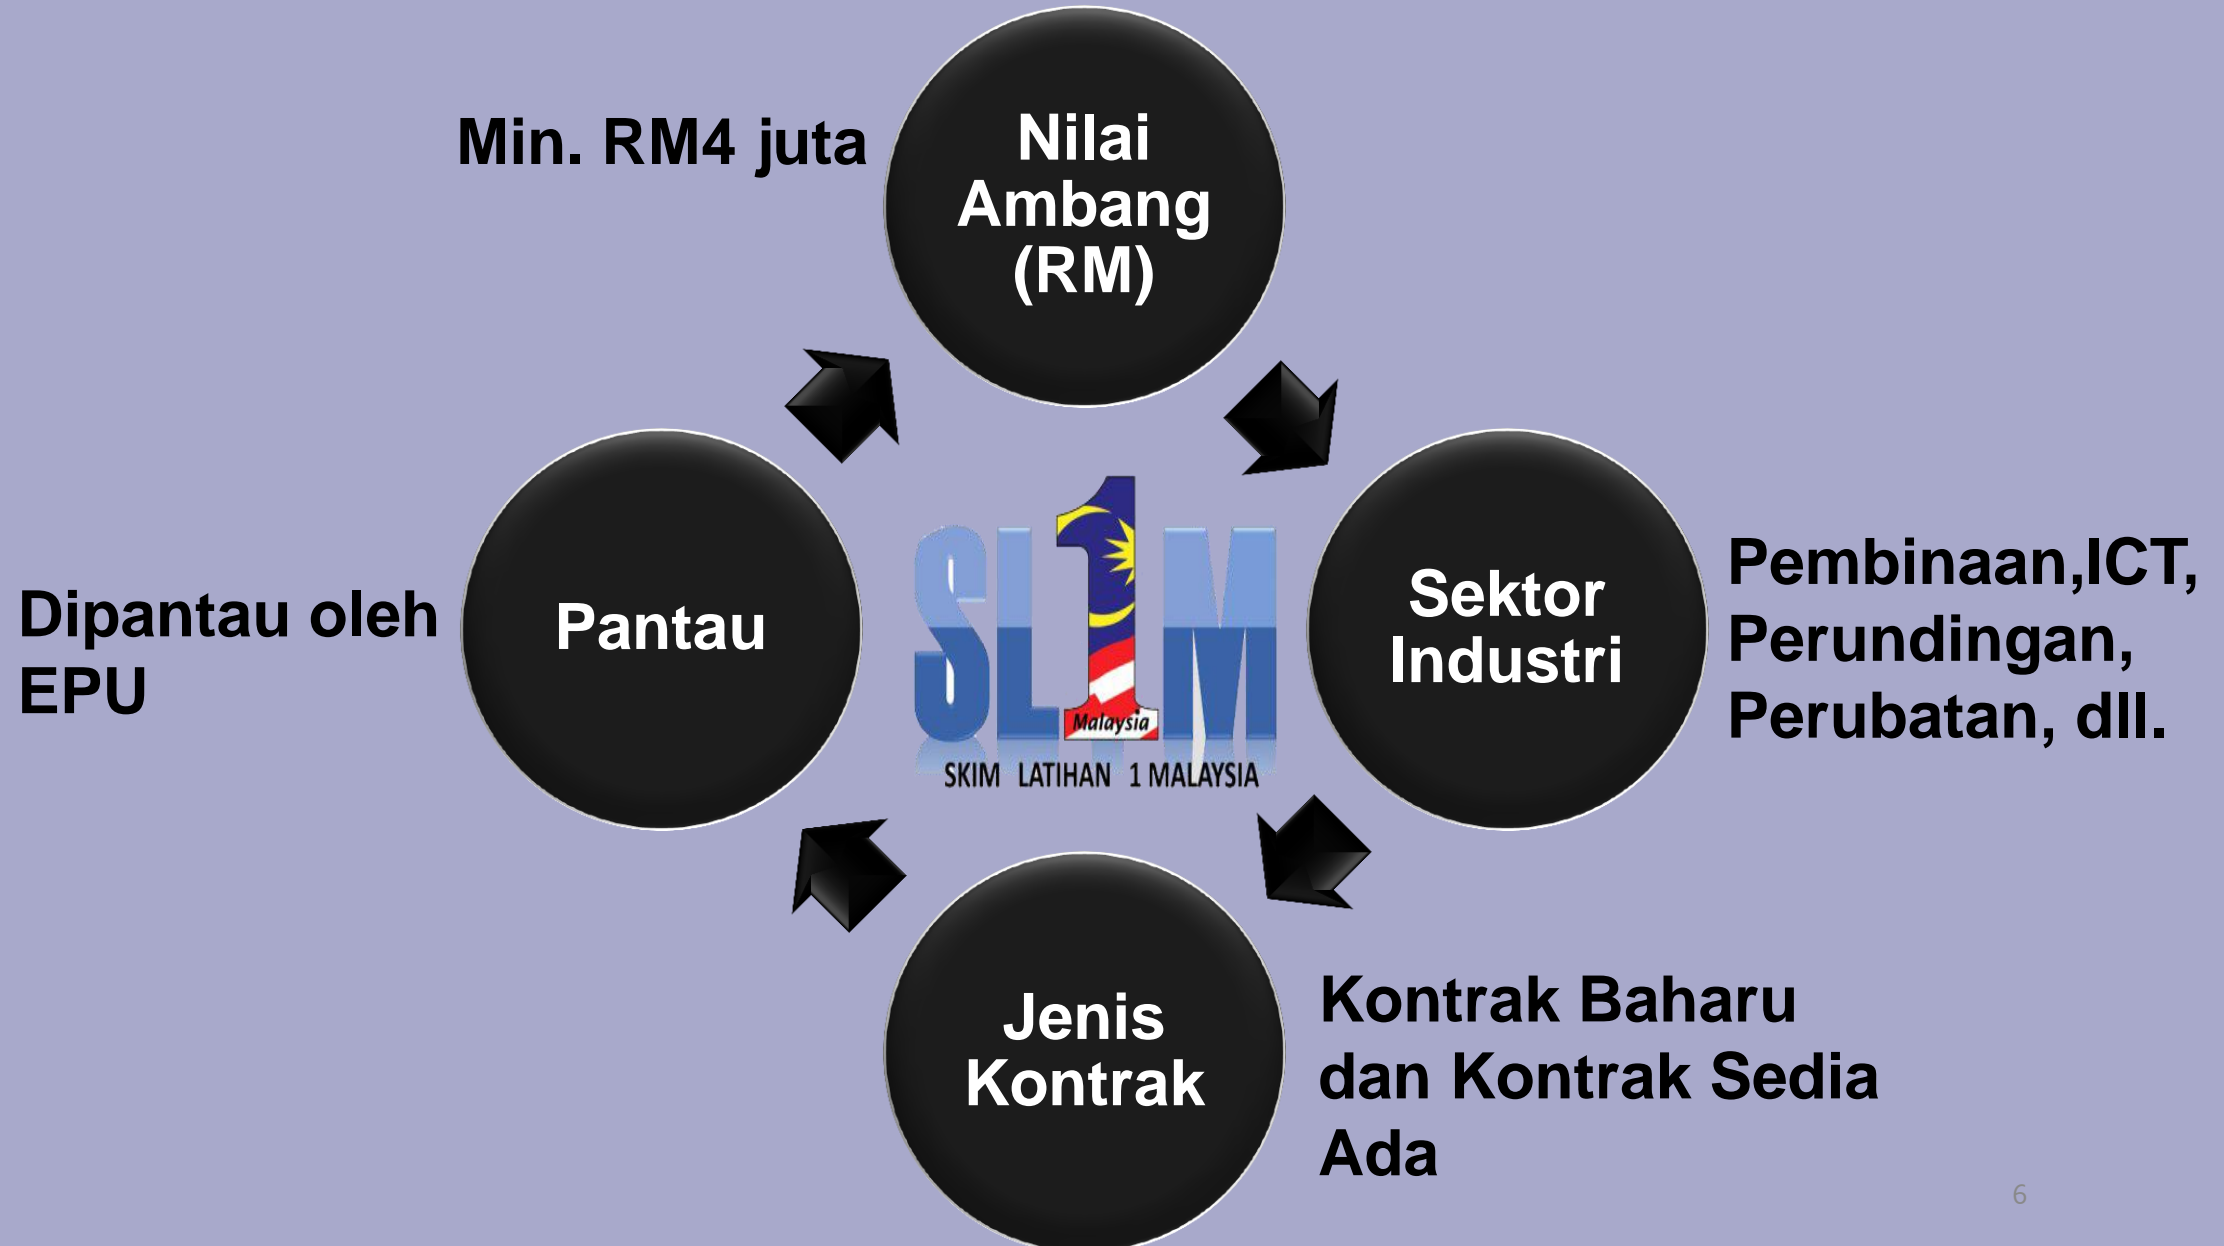 Min. RM4 juta
Nilai
Ambang
(RM)
Dipantau oleh
EPU
Pantau
SL1M
Malaysia
SKIM LATIHAN 1 MALAYSIA
Sektor
Industri
Pembinaan,ICT,
Perundingan,
Perubatan, dll.
Jenis
Kontrak
Kontrak Baharu
dan Kontrak Sedia
Ada
6